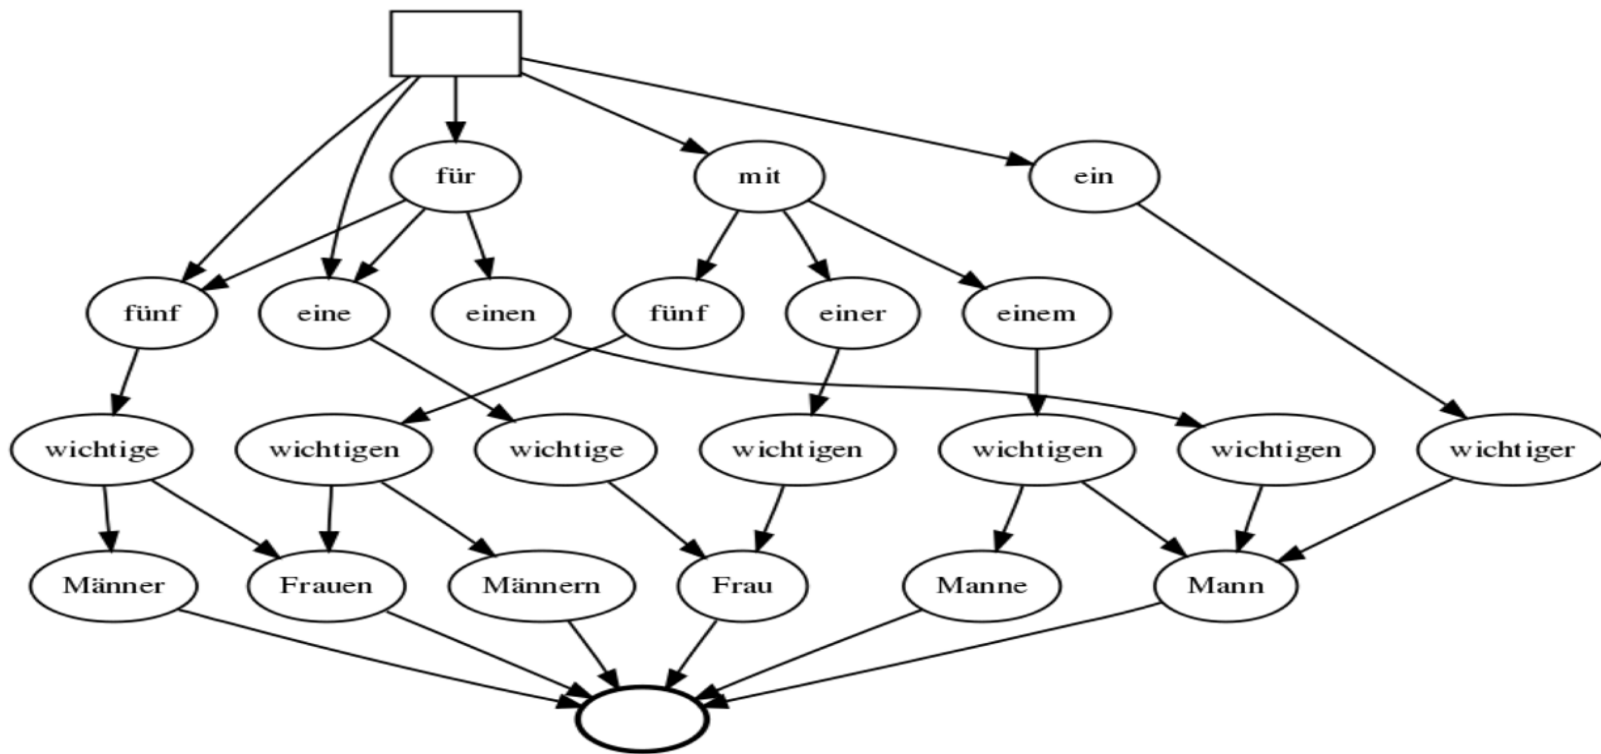 für mit ein
fünf eine einen fünf einer einem
wichtige wichtigen wichtige wichtigen wichtigen wichtigen wichtiger
Männer Frauen Männern Frau Manne Mann